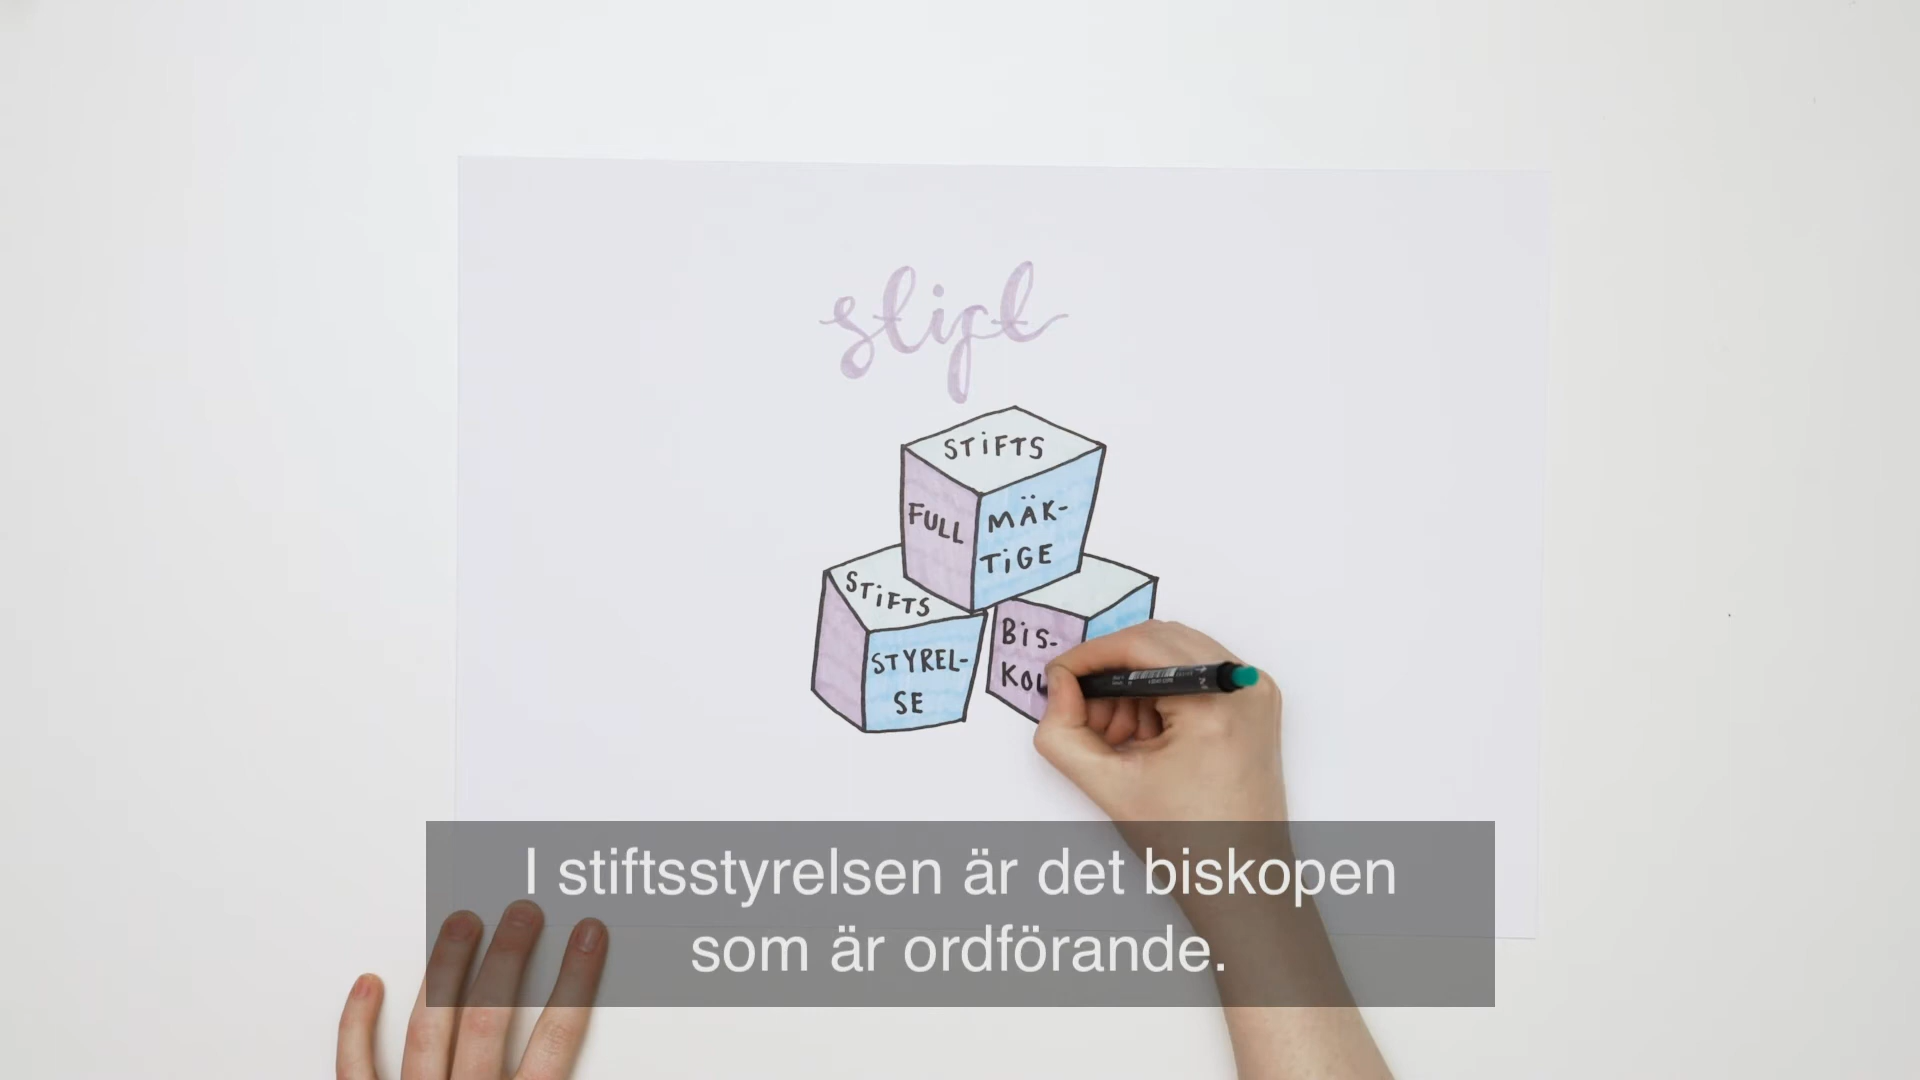 stift
STiFTS
FULL
MÄK-
TiGE
STiFTS
STYREL-
SE
BiS-
I stiftsstyrelsen är det biskopen
som är ordförande.